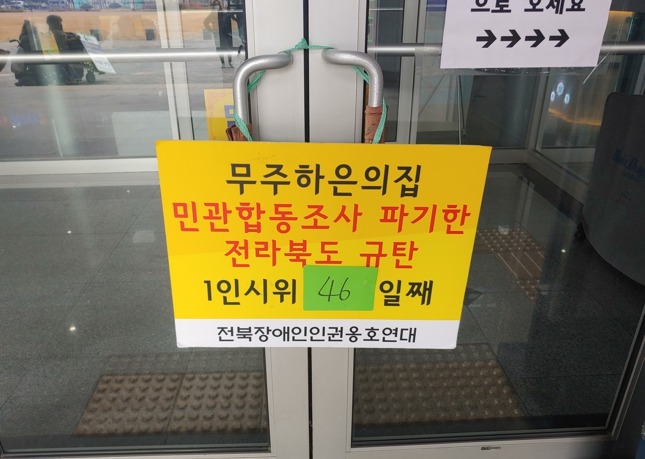 으로 오세요
→→→→
무주하은의집
민관합동조사 파기한
전라북도 규탄
1인시위 46 일째
전북장애인인권옹호연대